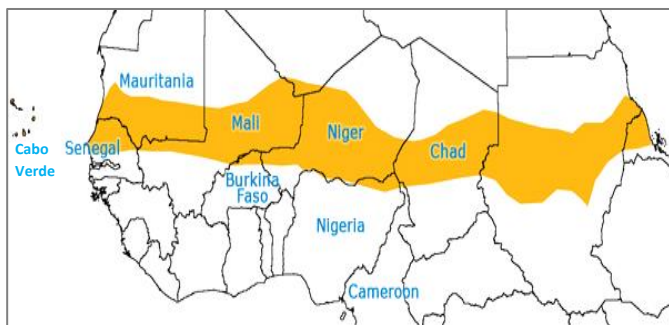 Mauritania
Mali
Niger
Chad
Senegal
Cabo
Verde
Burkina
Faso
Nigeria
Cameroon